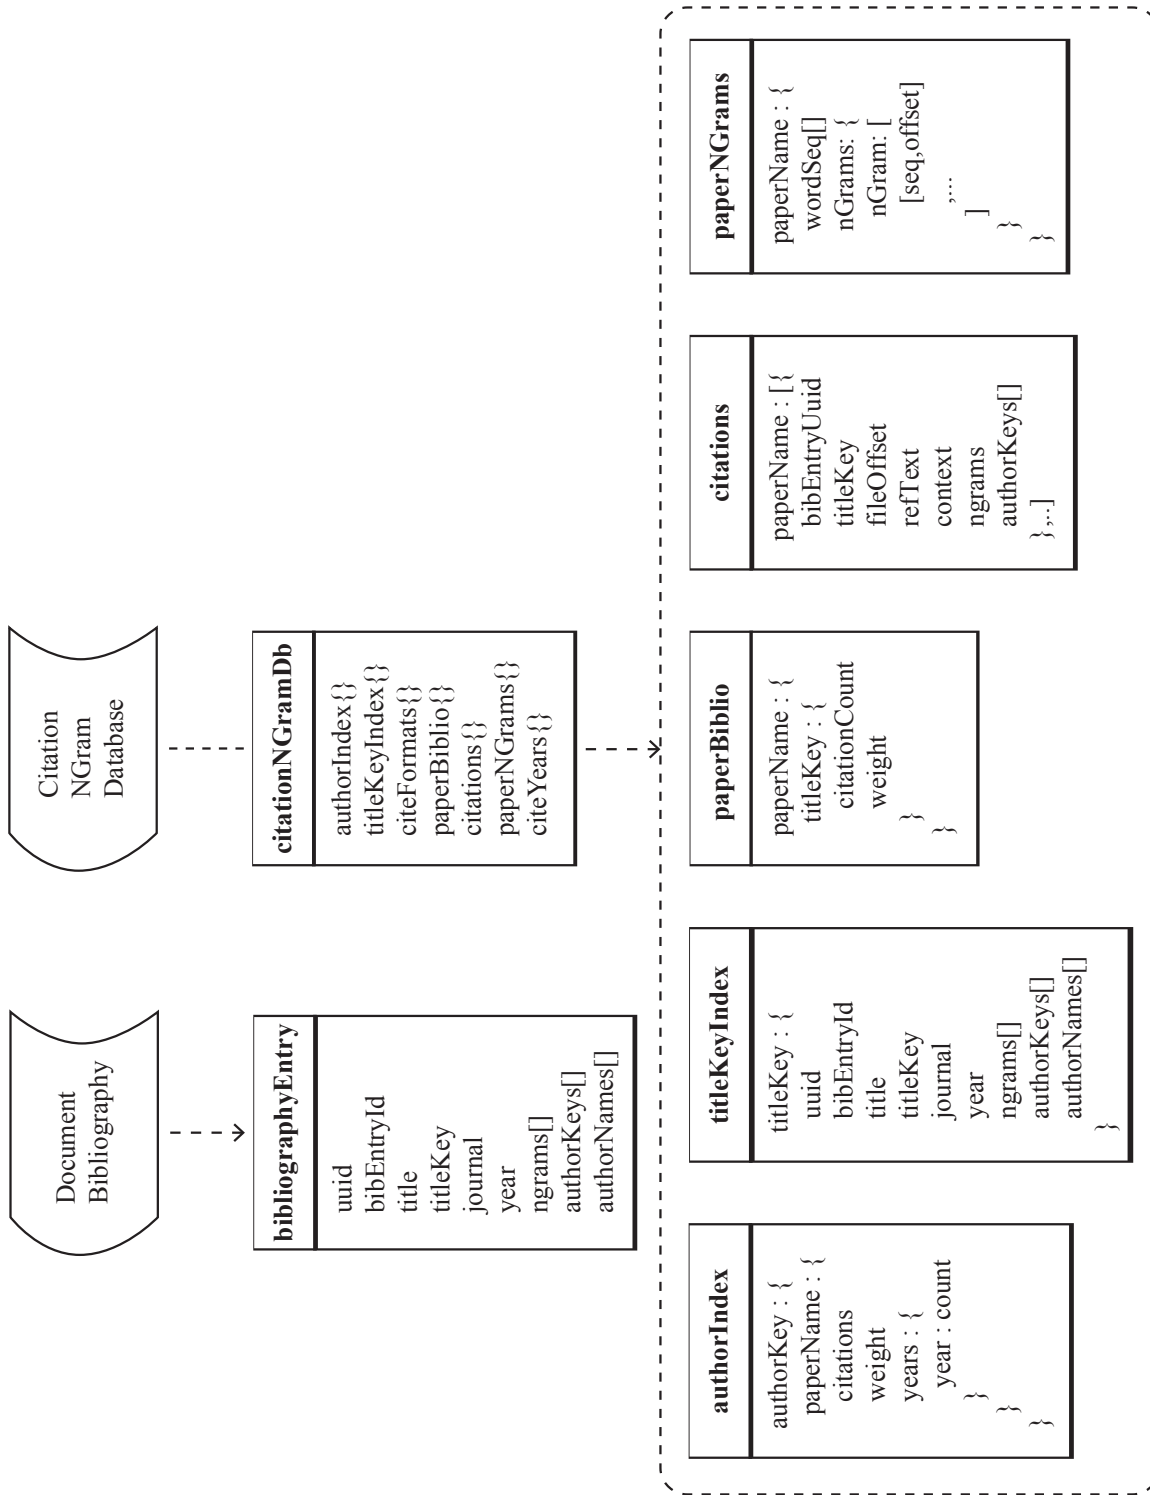 Document
Bibliography
Citation
NGram
Database
bibliographyEntry
uuid
bibEntryId
title
titleKey
journal
year
ngrams[]
authorKeys[]
authorNames[]
citationNGramDb
authorIndex{}
titleKeyIndex{}
citeFormats{}
paperBiblio{}
citations{}
paperNGrams{}
citeYears{}
authorIndex
authorKey : {
paperName : {
citations
weight
years : {
year : count
}
}
}
titleKeyIndex
titleKey : {
uuid
bibEntryId
title
titleKey
journal
year
ngrams[]
authorKeys[]
authorNames[]
}
paperBiblio
paperName : {
titleKey : {
citationCount
weight
}
}
citations
paperName : [{
bibEntryUuid
titleKey
fileOffset
refText
context
ngrams
authorKeys[]
},..]
paperNGrams
paperName : {
wordSeq[]
nGrams: {
nGram: [
[seq,offset]
,...
]
}
}